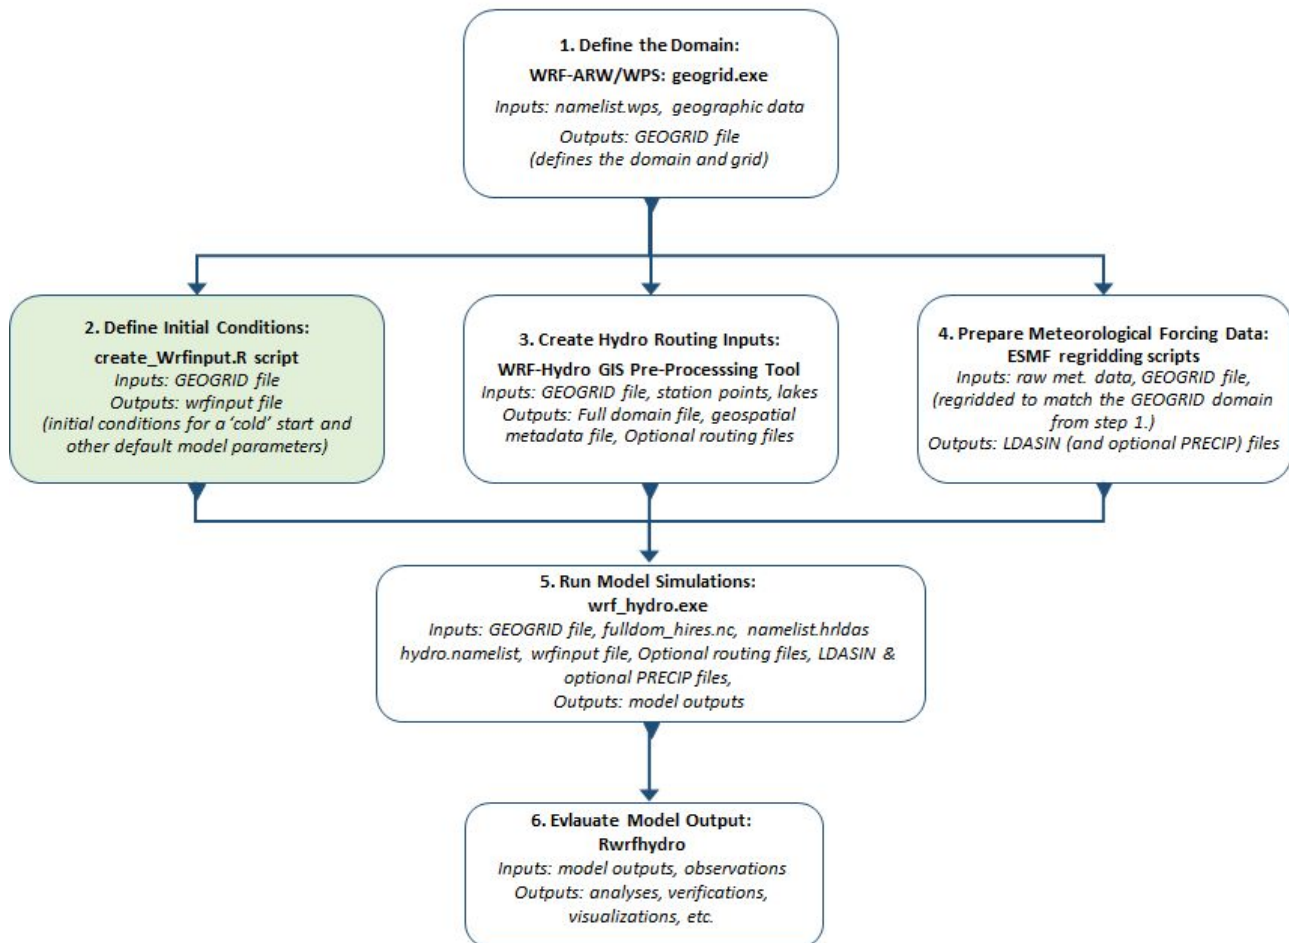 1. Define the Domain:
WRF-ARW/WPS: geogrid.exe
Inputs: namelist.wps, geographic data
Outputs: GEOGRID file
(defines the domain and grid)
2. Define Initial Conditions:
create_Wrfinput.R script
Inputs: GEOGRID file
Outputs: wrfinput file
(initial conditions for a ‘cold’ start and
other default model parameters)
3. Create Hydro Routing Inputs:
WRF-Hydro GIS Pre-Processsing Tool
Inputs: GEOGRID file, station points, lakes
Outputs: Full domain file, geospatial
metadata file, Optional routing files
4. Prepare Meteorological Forcing Data:
ESMF regridding scripts
Inputs: raw met. data, GEOGRID file,
(regridded to match the GEOGRID domain
from step 1.)
Outputs: LDASIN (and optional PRECIP) files
5. Run Model Simulations:
wrf_hydro.exe
Inputs: GEOGRID file, fulldom_hires.nc, namelist.hrldas
hydro.namelist, wrfinput file, Optional routing files, LDASIN &
optional PRECIP files,
Outputs: model outputs
6. Evlauate Model Output:
Rwrfhydro
Inputs: model outputs, observations
Outputs: analyses, verifications,
visualizations, etc.